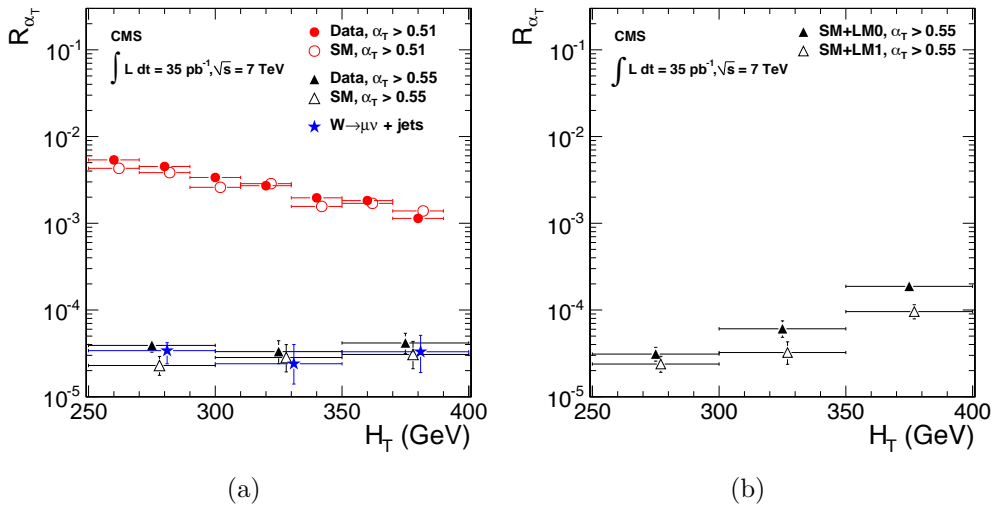 R_{α_T}
10^{-1}
10^{-2}
10^{-3}
10^{-4}
10^{-5}
CMS
∫ L dt = 35 pb^{-1},√s = 7 TeV
Data, α_T > 0.51
SM, α_T > 0.51
Data, α_T > 0.55
SM, α_T > 0.55
W→μν + jets
250 300 350 400
H_T (GeV)
(a)
R_{α_T}
10^{-1}
10^{-2}
10^{-3}
10^{-4}
10^{-5}
CMS
∫ L dt = 35 pb^{-1},√s = 7 TeV
SM+LM0, α_T > 0.55
SM+LM1, α_T > 0.55
250 300 350 400
H_T (GeV)
(b)